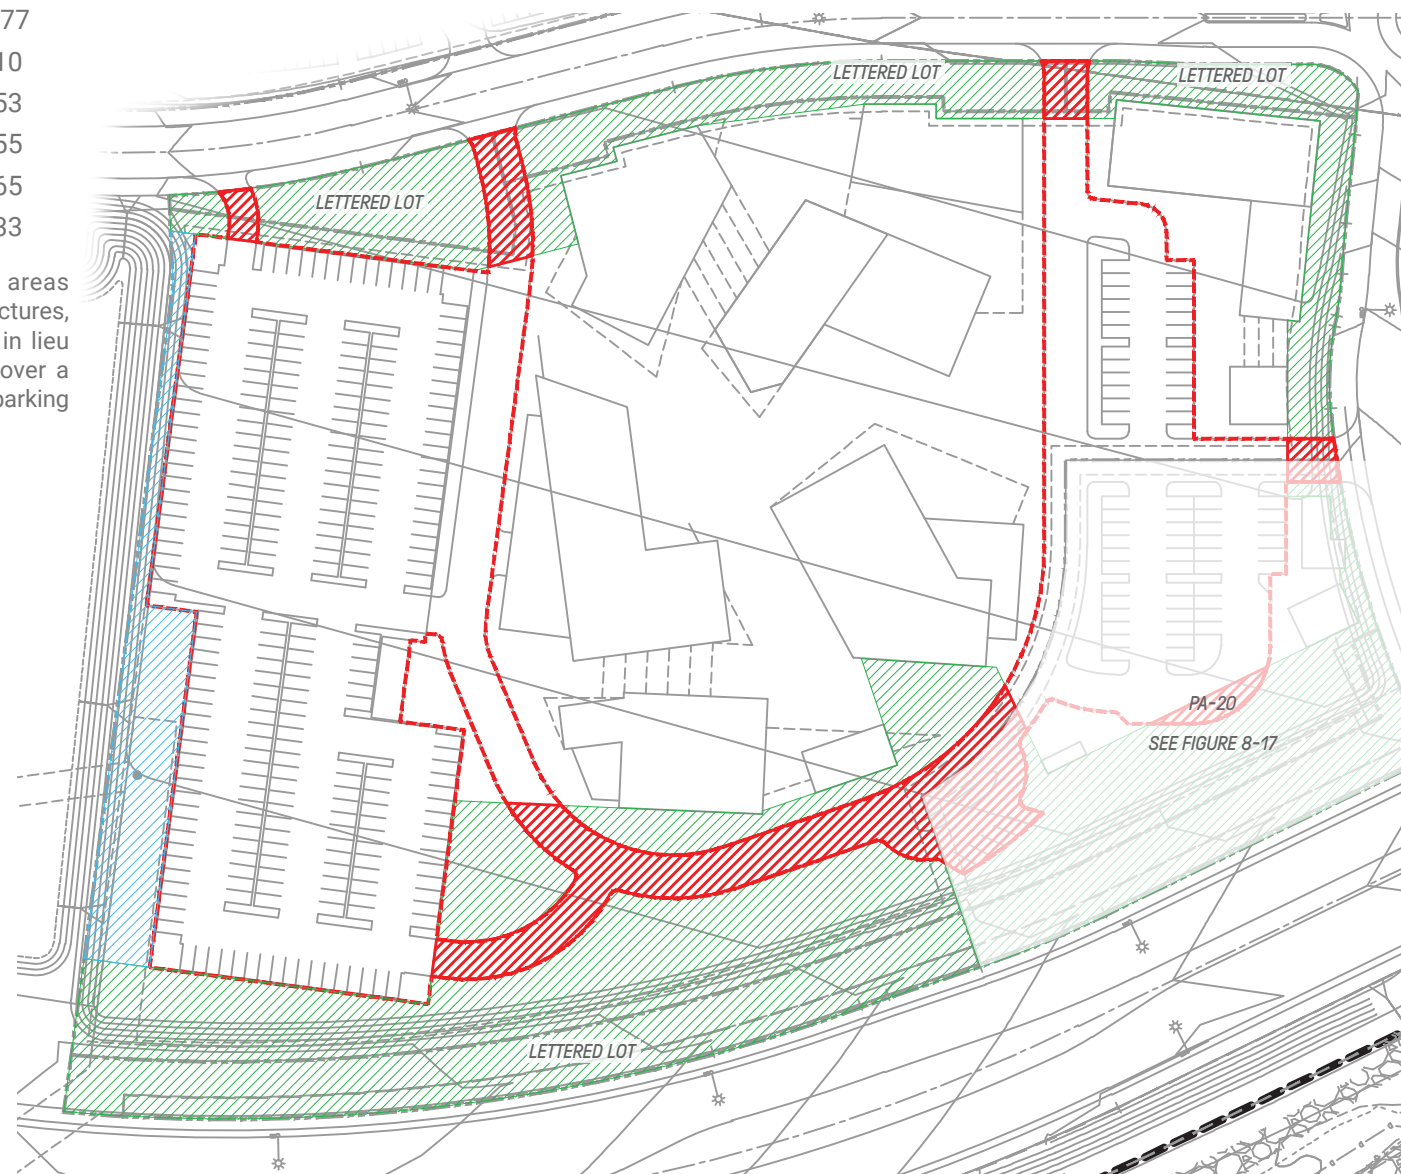 77
10
53
55
65
33
areas
ctures,
in lieu
over a
parking
LETTERED LOT
LETTERED LOT
LETTERED LOT
PA-20
SEE FIGURE 8-17
LETTERED LOT